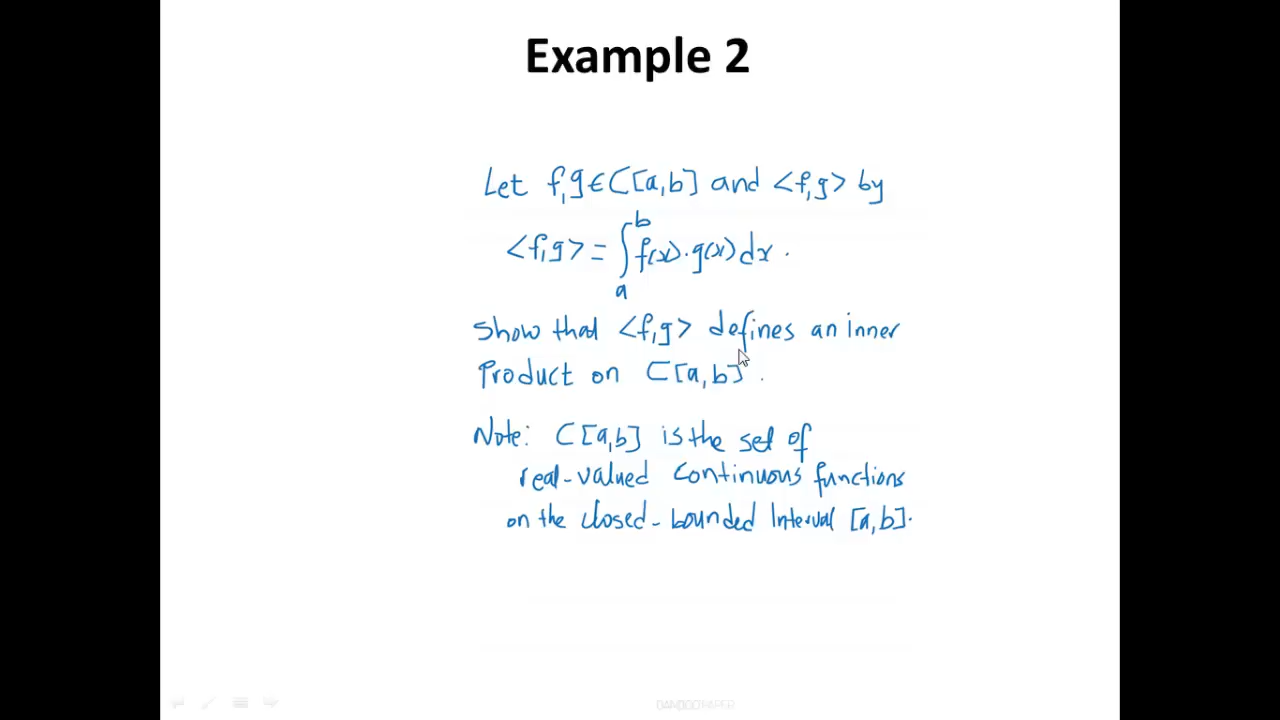 Example 2
Let f,g∈C[a,b] and <f,g> by
<f,g> = ∫_a^b f(x)·g(x) dx.
Show that <f,g> defines an inner
Product on C[a,b].
Note: C[a,b] is the set of
real-valued continuous functions
on the closed-bounded Interval [a,b].